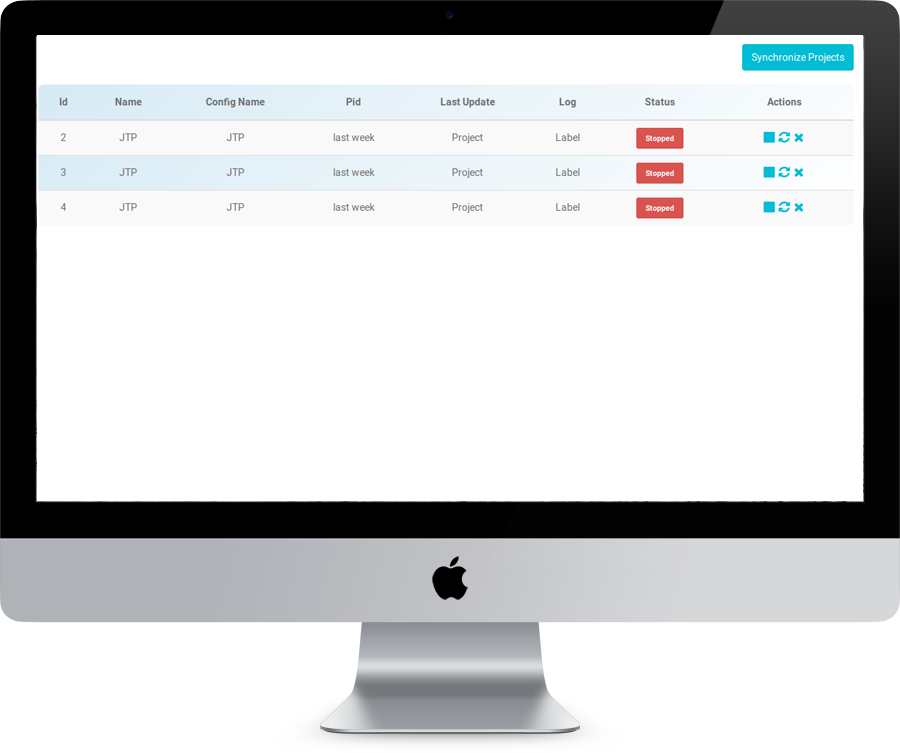 Synchronize Projects
Id Name Config Name Pid Last Update Log Status Actions
2 JTP JTP last week Project Label Stopped
3 JTP JTP last week Project Label Stopped
4 JTP JTP last week Project Label Stopped